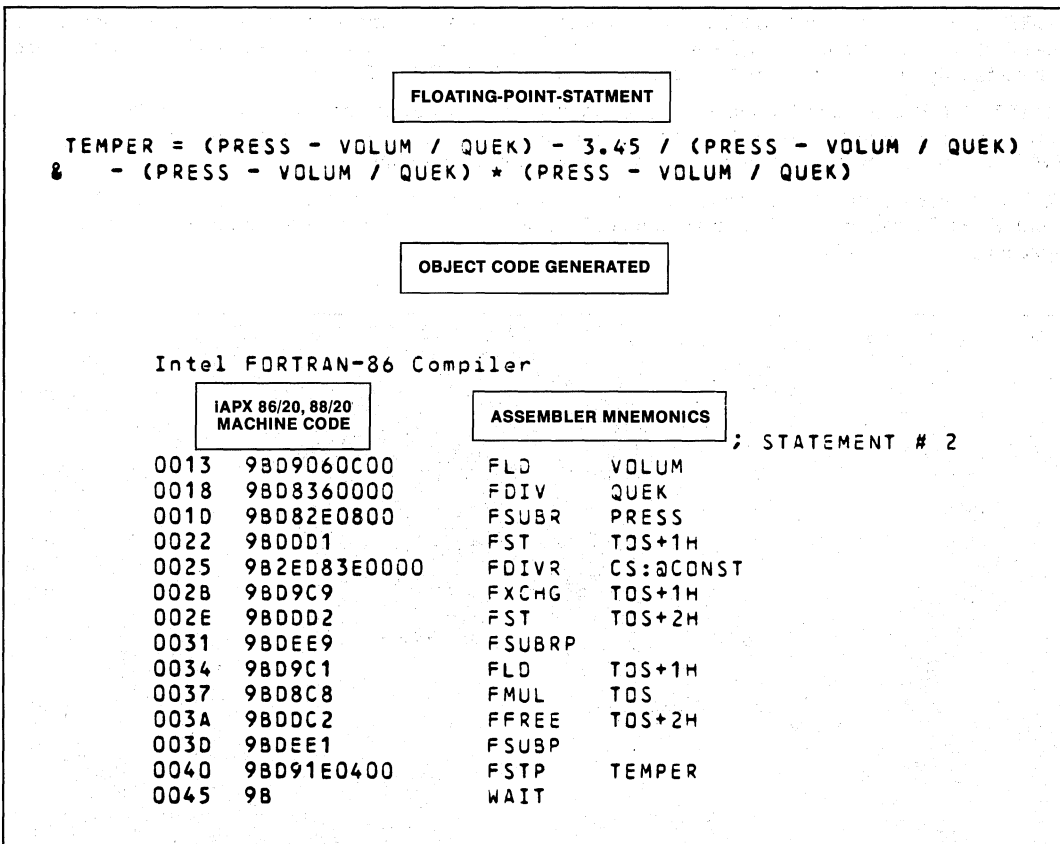 FLOATING-POINT-STATMENT
TEMPER = (PRESS - VOLUM / QUEK) - 3.45 / (PRESS - VOLUM / QUEK)
& - (PRESS - VOLUM / QUEK) * (PRESS - VOLUM / QUEK)
OBJECT CODE GENERATED
Intel FORTRAN-86 Compiler
iAPX 86/20, 88/20
MACHINE CODE
ASSEMBLER MNEMONICS
; STATEMENT # 2
0013 9BD9060C00 FLD VOLUM
0018 9BD8360000 FDIV QUEK
001D 9BD82E0800 FSUBR PRESS
0022 9BDDD1 FST TOS+1H
0025 9B2ED83E0000 FDIVR CS:@CONST
002B 9BD9C9 FXCHG TOS+1H
002E 9BDDD2 FST TOS+2H
0031 9BDEE9 FSUBRP
0034 9BD9C1 FLD TOS+1H
0037 9BD8C8 FMUL TOS
003A 9BDDC2 FFREE TOS+2H
003D 9BDEE1 FSUBP
0040 9BD91E0400 FSTP TEMPER
0045 9B WAIT